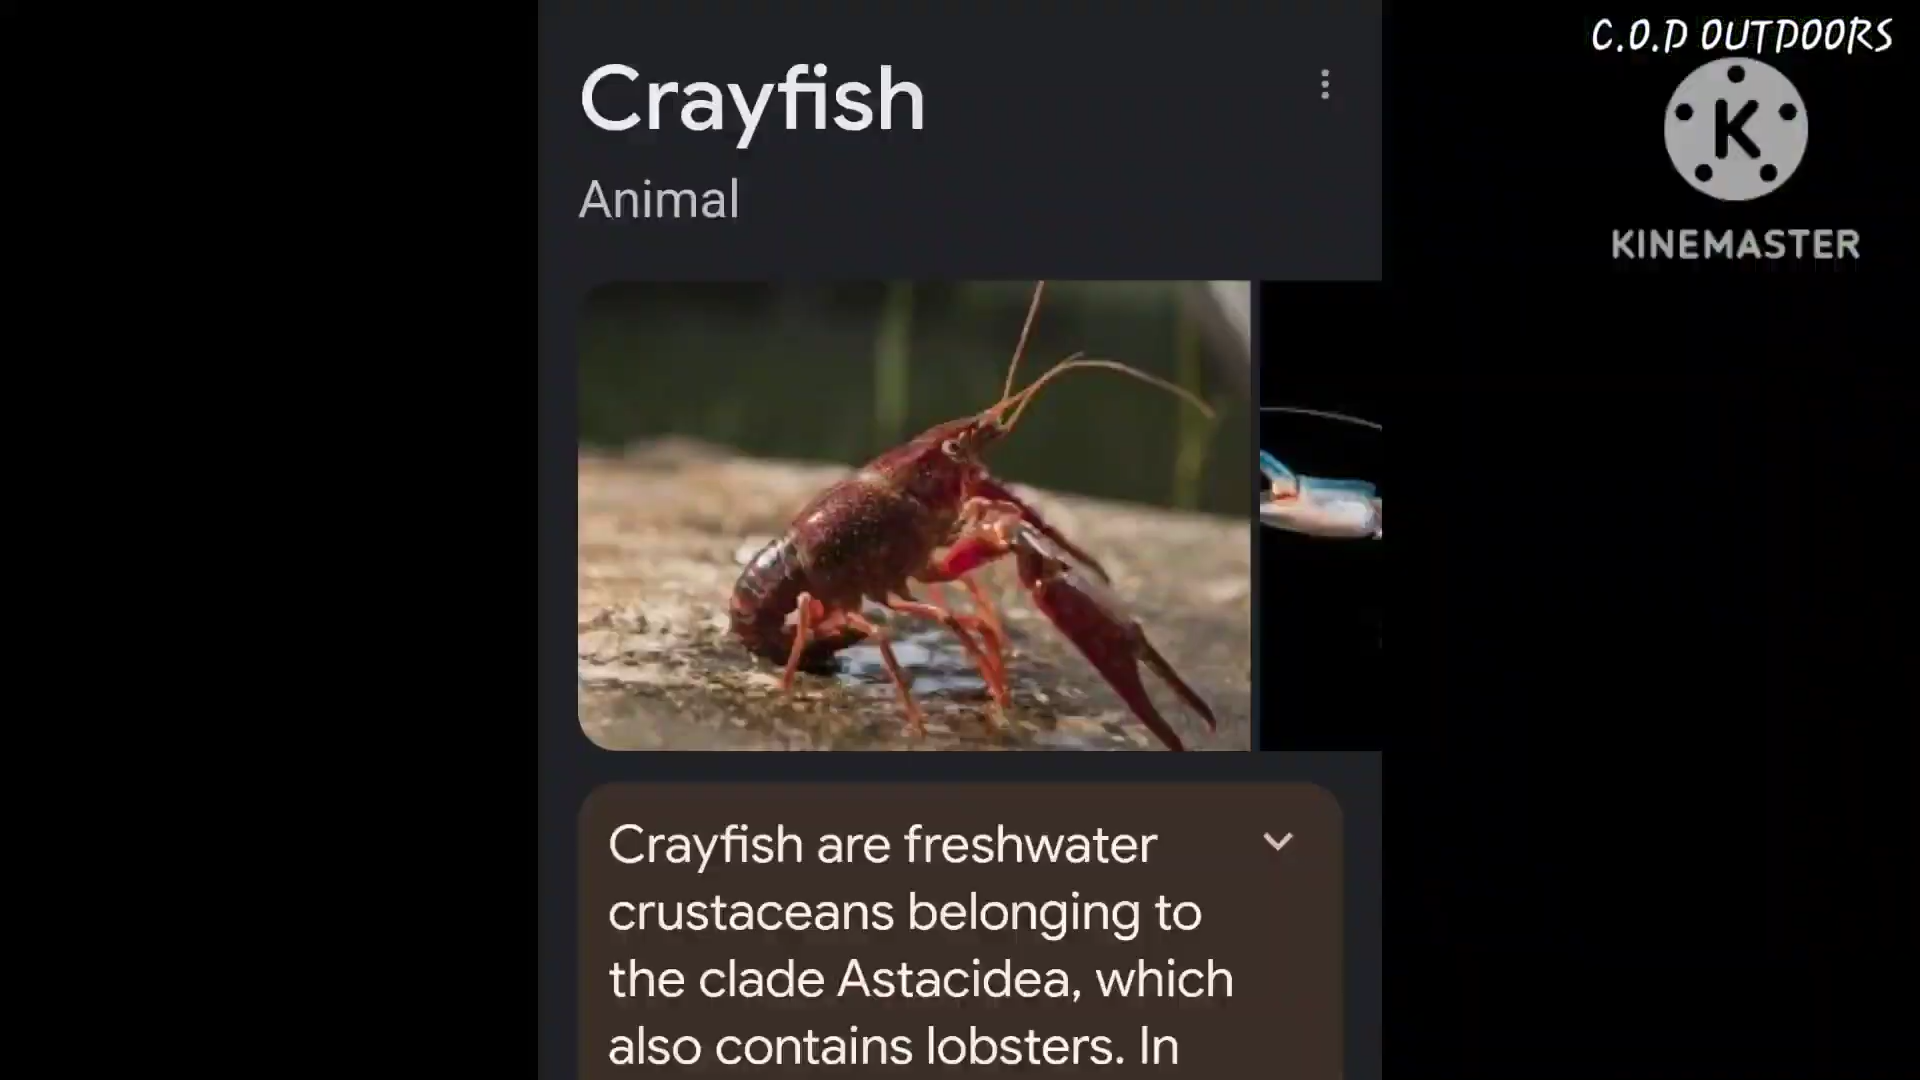 C.O.D OUTDOORS
K
KINEMASTER
Crayfish
Animal
Crayfish are freshwater
crustaceans belonging to
the clade Astacidea, which
also contains lobsters. In